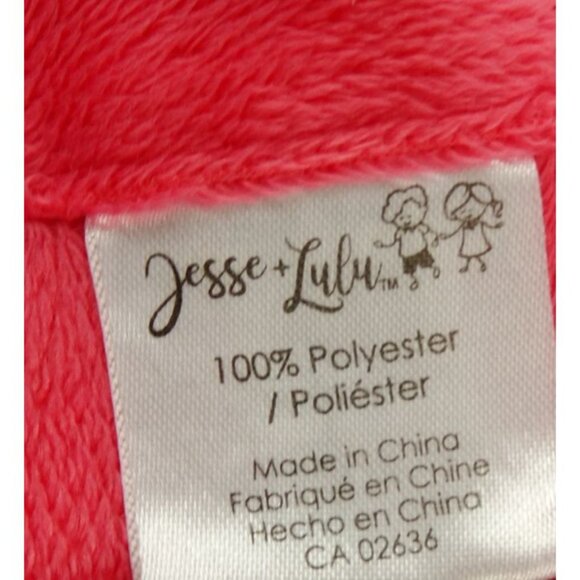 Jesse + Lulu™
100% Polyester
/ Poliéster
Made in China
Fabriqué en Chine
Hecho en China
CA 02636